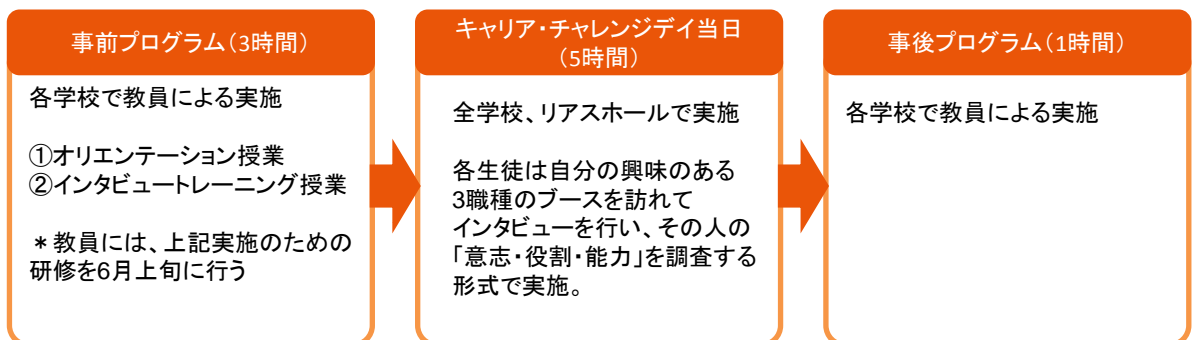 事前プログラム(3時間)
各学校で教員による実施
①オリエンテーション授業
②インタビュートレーニング授業
*教員には、上記実施のための
研修を6月上旬に行う
キャリア・チャレンジデイ当日
(5時間)
全学校、リアスホールで実施
各生徒は自分の興味のある
3職種のブースを訪れて
インタビューを行い、その人の
「意志・役割・能力」を調査する
形式で実施。
事後プログラム(1時間)
各学校で教員による実施